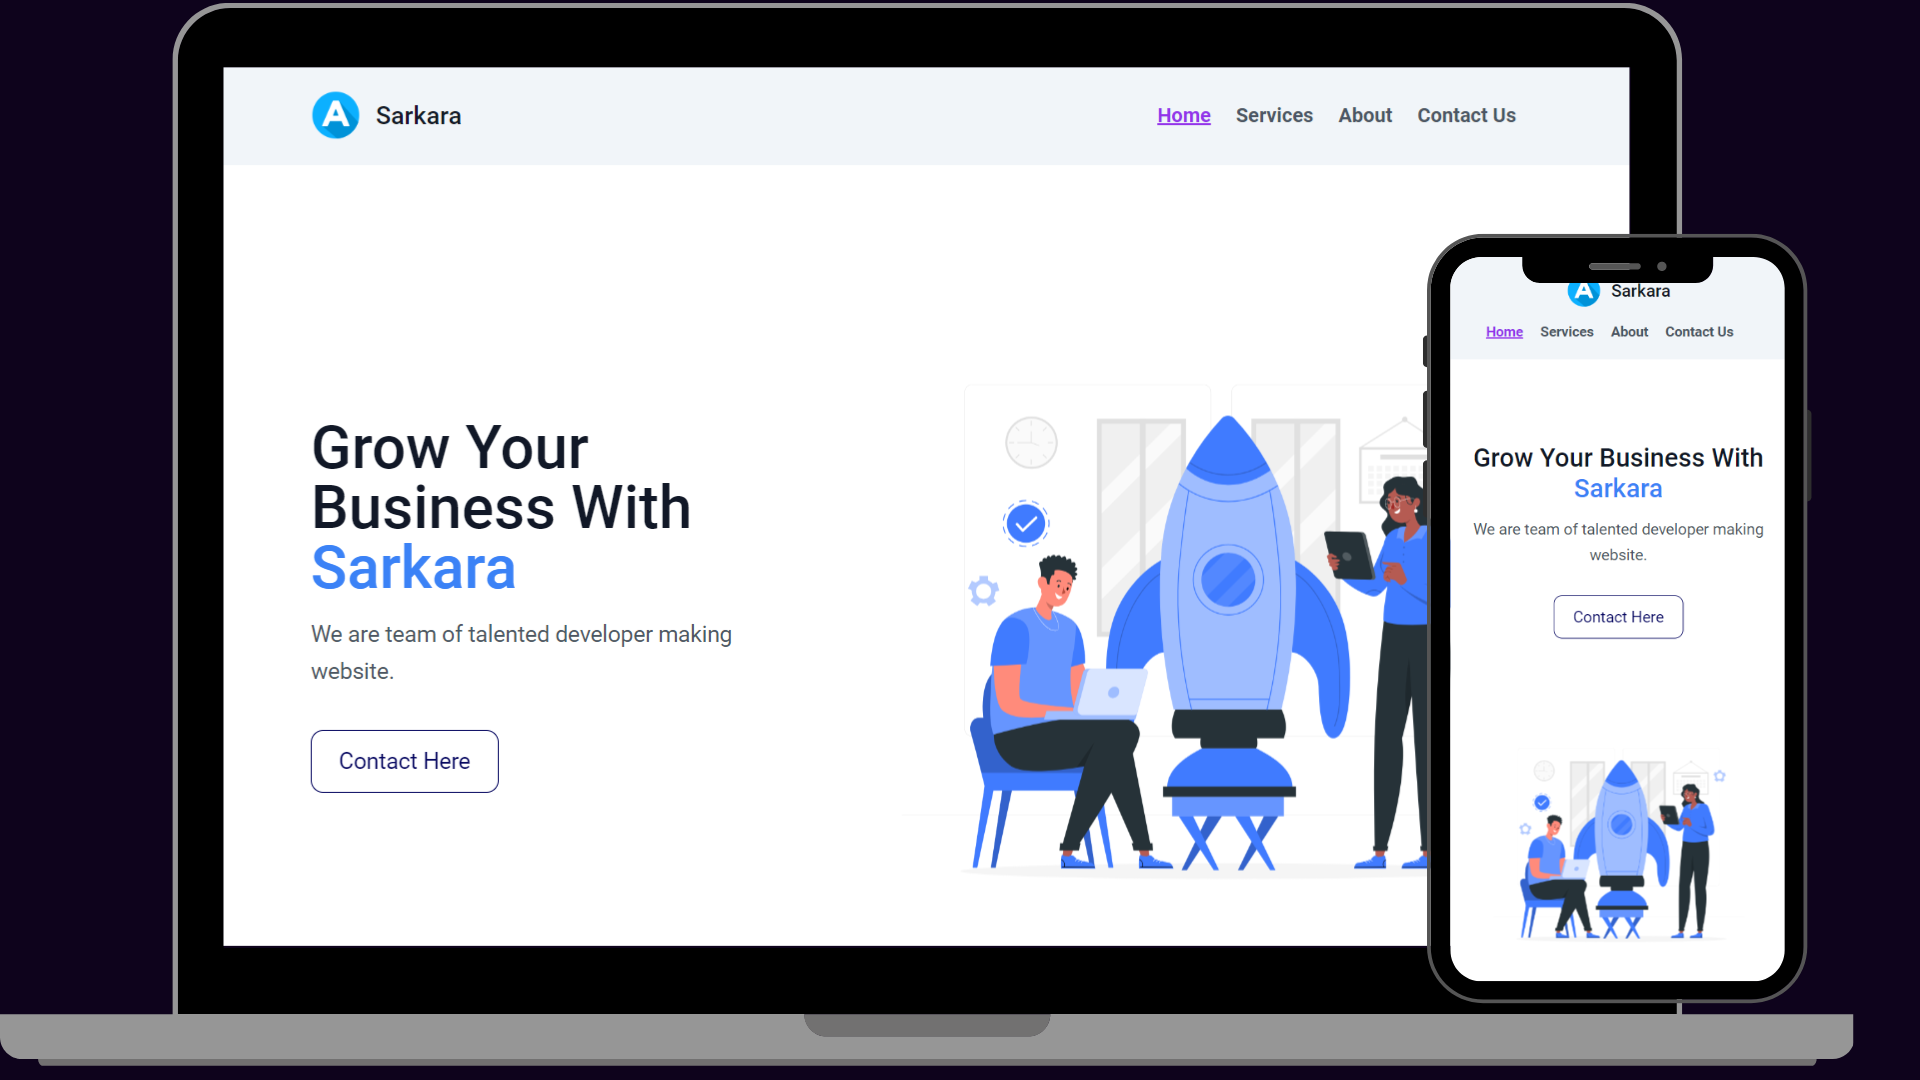 A Sarkara
Home Services About Contact Us
Grow Your
Business With
Sarkara
We are team of talented developer making
website.
Contact Here
A Sarkara
Home Services About Contact Us
Grow Your Business With
Sarkara
We are team of talented developer making
website.
Contact Here